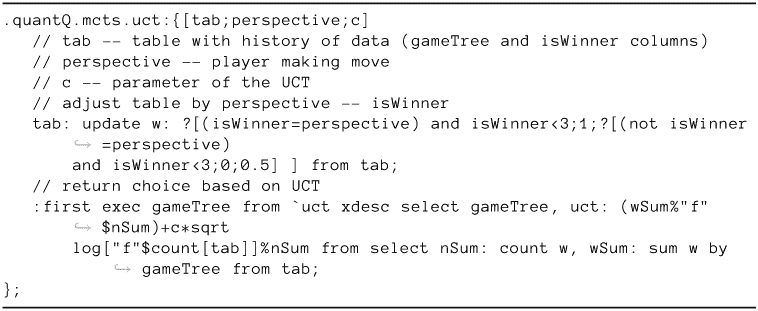 .quantQ.mcts.uct:{[tab;perspective;c]
// tab -- table with history of data (gameTree and isWinner columns)
// perspective -- player making move
// c -- parameter of the UCT
// adjust table by perspective -- isWinner
tab: update w: ?[(isWinner=perspective) and isWinner<3;1;?[(not isWinner
↪ =perspective)
and isWinner<3;0;0.5] ] from tab;
// return choice based on UCT
:first exec gameTree from `uct xdesc select gameTree, uct: (wSum%"f"
↪ $nSum)+c*sqrt
log["f"$count[tab]]%nSum from select nSum: count w, wSum: sum w by
↪ gameTree from tab;
};